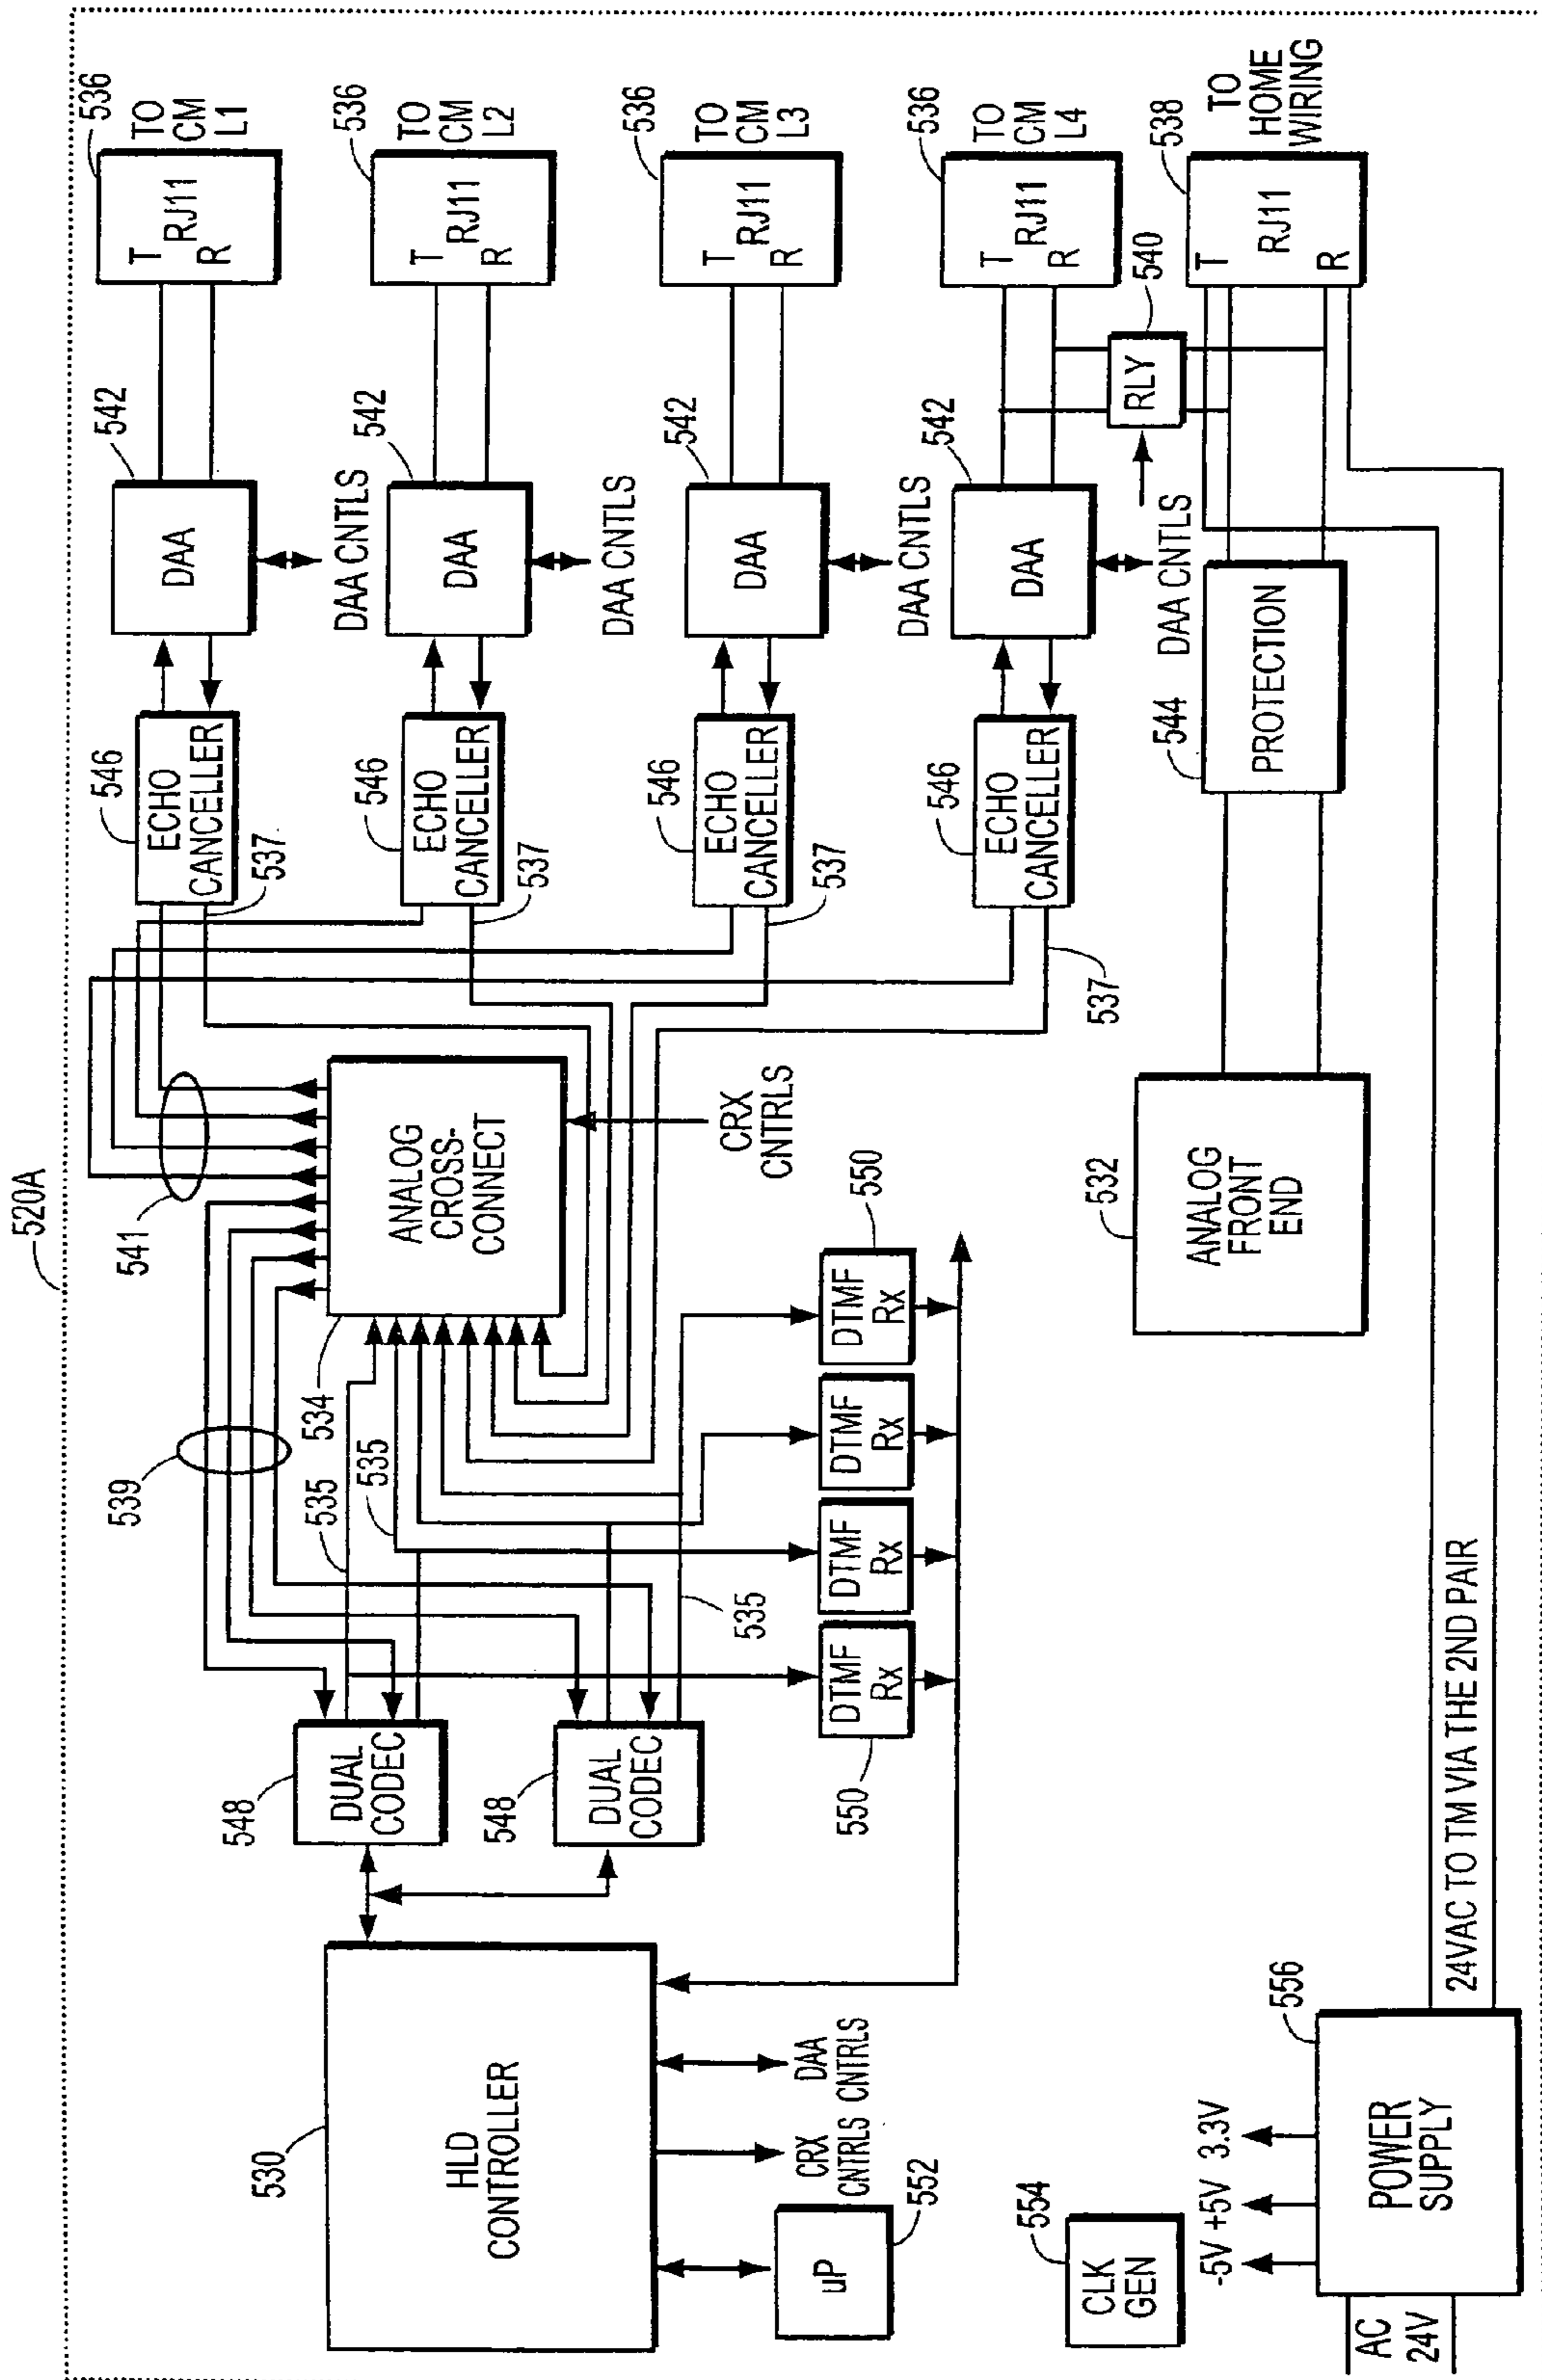 520A
530
HLD
CONTROLLER
uP
552
CRX
CNTRLS
DAA
CNTRLS
548
DUAL
CODEC
548
DUAL
CODEC
539
535
535
535
534
541
ANALOG
CROSS-
CONNECT
CRX
CNTRLS
550
DTMF
Rx
DTMF
Rx
DTMF
Rx
DTMF
Rx
550
546
ECHO
CANCELLER
537
546
ECHO
CANCELLER
537
546
ECHO
CANCELLER
537
546
ECHO
CANCELLER
537
542
DAA
DAA CNTLS
542
DAA
DAA CNTLS
542
DAA
DAA CNTLS
542
DAA
DAA CNTLS
536
T
RJ11
R
TO
CM
L1
536
T
RJ11
R
TO
CM
L2
536
T
RJ11
R
TO
CM
L3
536
T
RJ11
R
TO
CM
L4
540
RLY
538
T
RJ11
R
TO
HOME
WIRING
544
PROTECTION
532
ANALOG
FRONT
END
554
CLK
GEN
-5V +5V 3.3V
556
POWER
SUPPLY
AC
24V
24VAC TO TM VIA THE 2ND PAIR